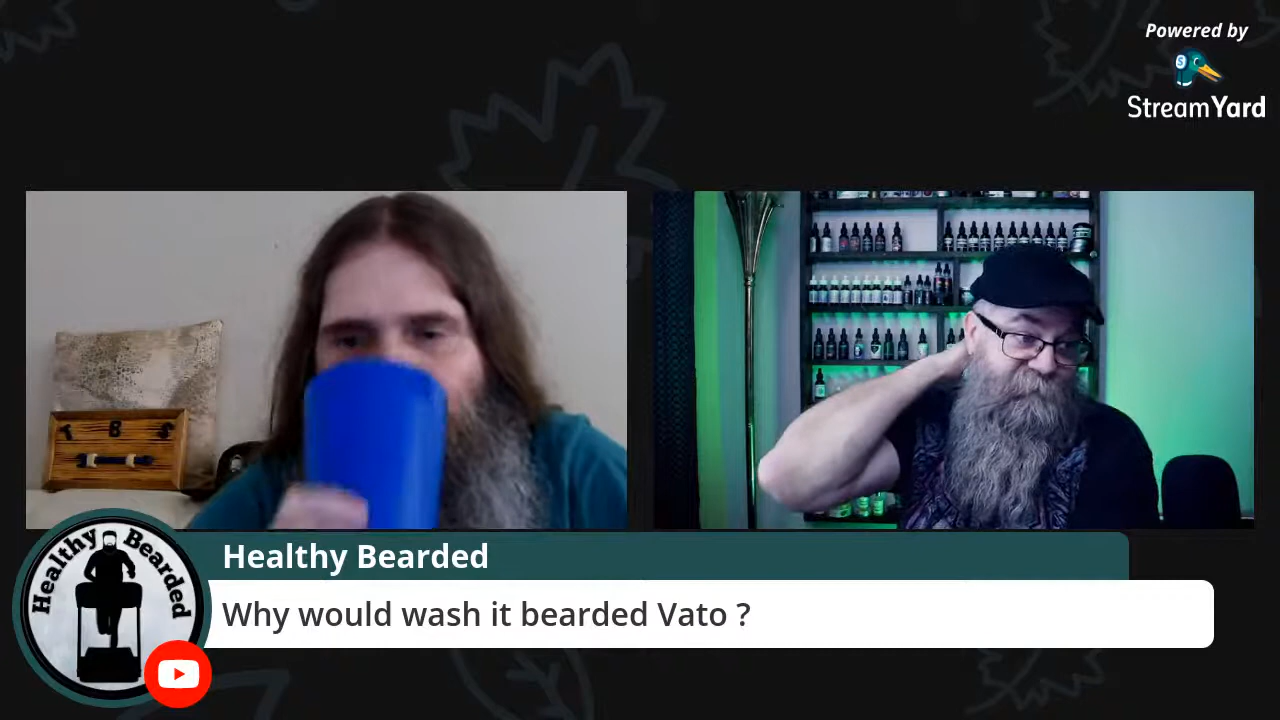 Powered by
StreamYard
T B S
Healthy Bearded
Healthy Bearded
Why would wash it bearded Vato ?